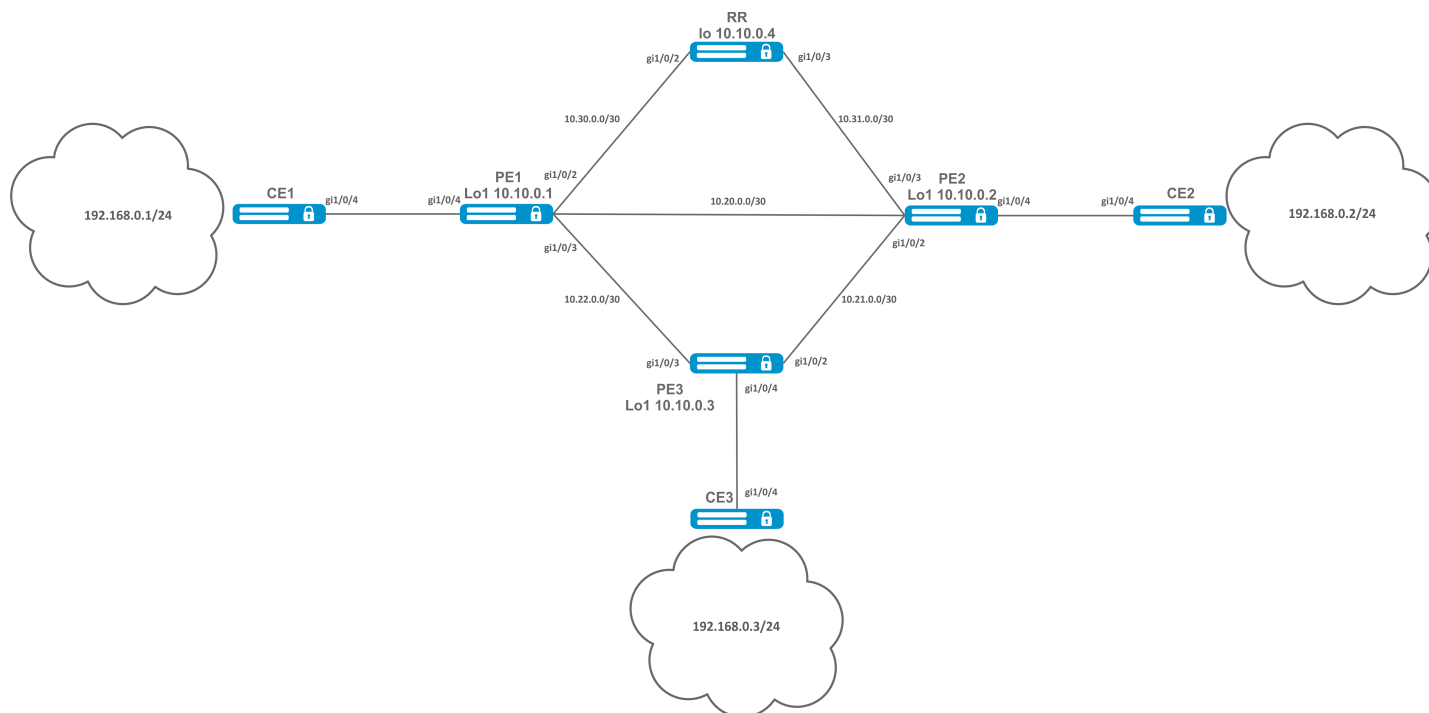 RR
lo 10.10.0.4
gi1/0/2
gi1/0/3
10.30.0.0/30
10.31.0.0/30
192.168.0.1/24
CE1
gi1/0/4
gi1/0/4
PE1
Lo1 10.10.0.1
gi1/0/2
gi1/0/3
10.20.0.0/30
gi1/0/3
PE2
Lo1 10.10.0.2
gi1/0/4
gi1/0/2
gi1/0/4
CE2
192.168.0.2/24
10.22.0.0/30
10.21.0.0/30
gi1/0/3
gi1/0/2
PE3
Lo1 10.10.0.3
gi1/0/4
CE3
gi1/0/4
192.168.0.3/24